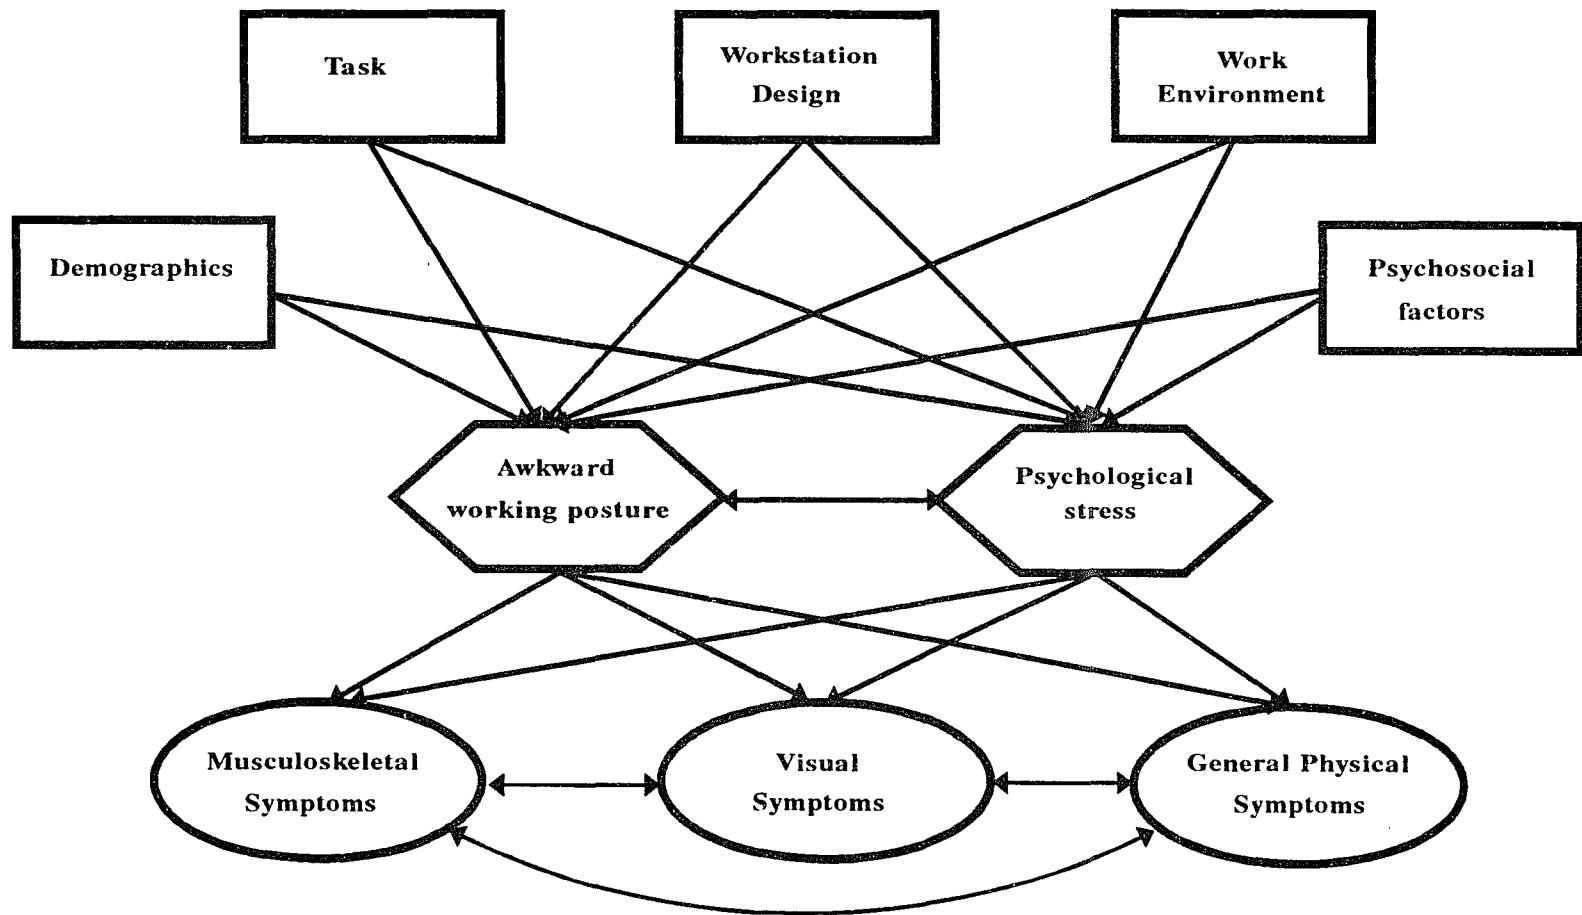 Task
Workstation
Design
Work
Environment
Demographics
Psychosocial
factors
Awkward
working posture
Psychological
stress
Musculoskeletal
Symptoms
Visual
Symptoms
General Physical
Symptoms